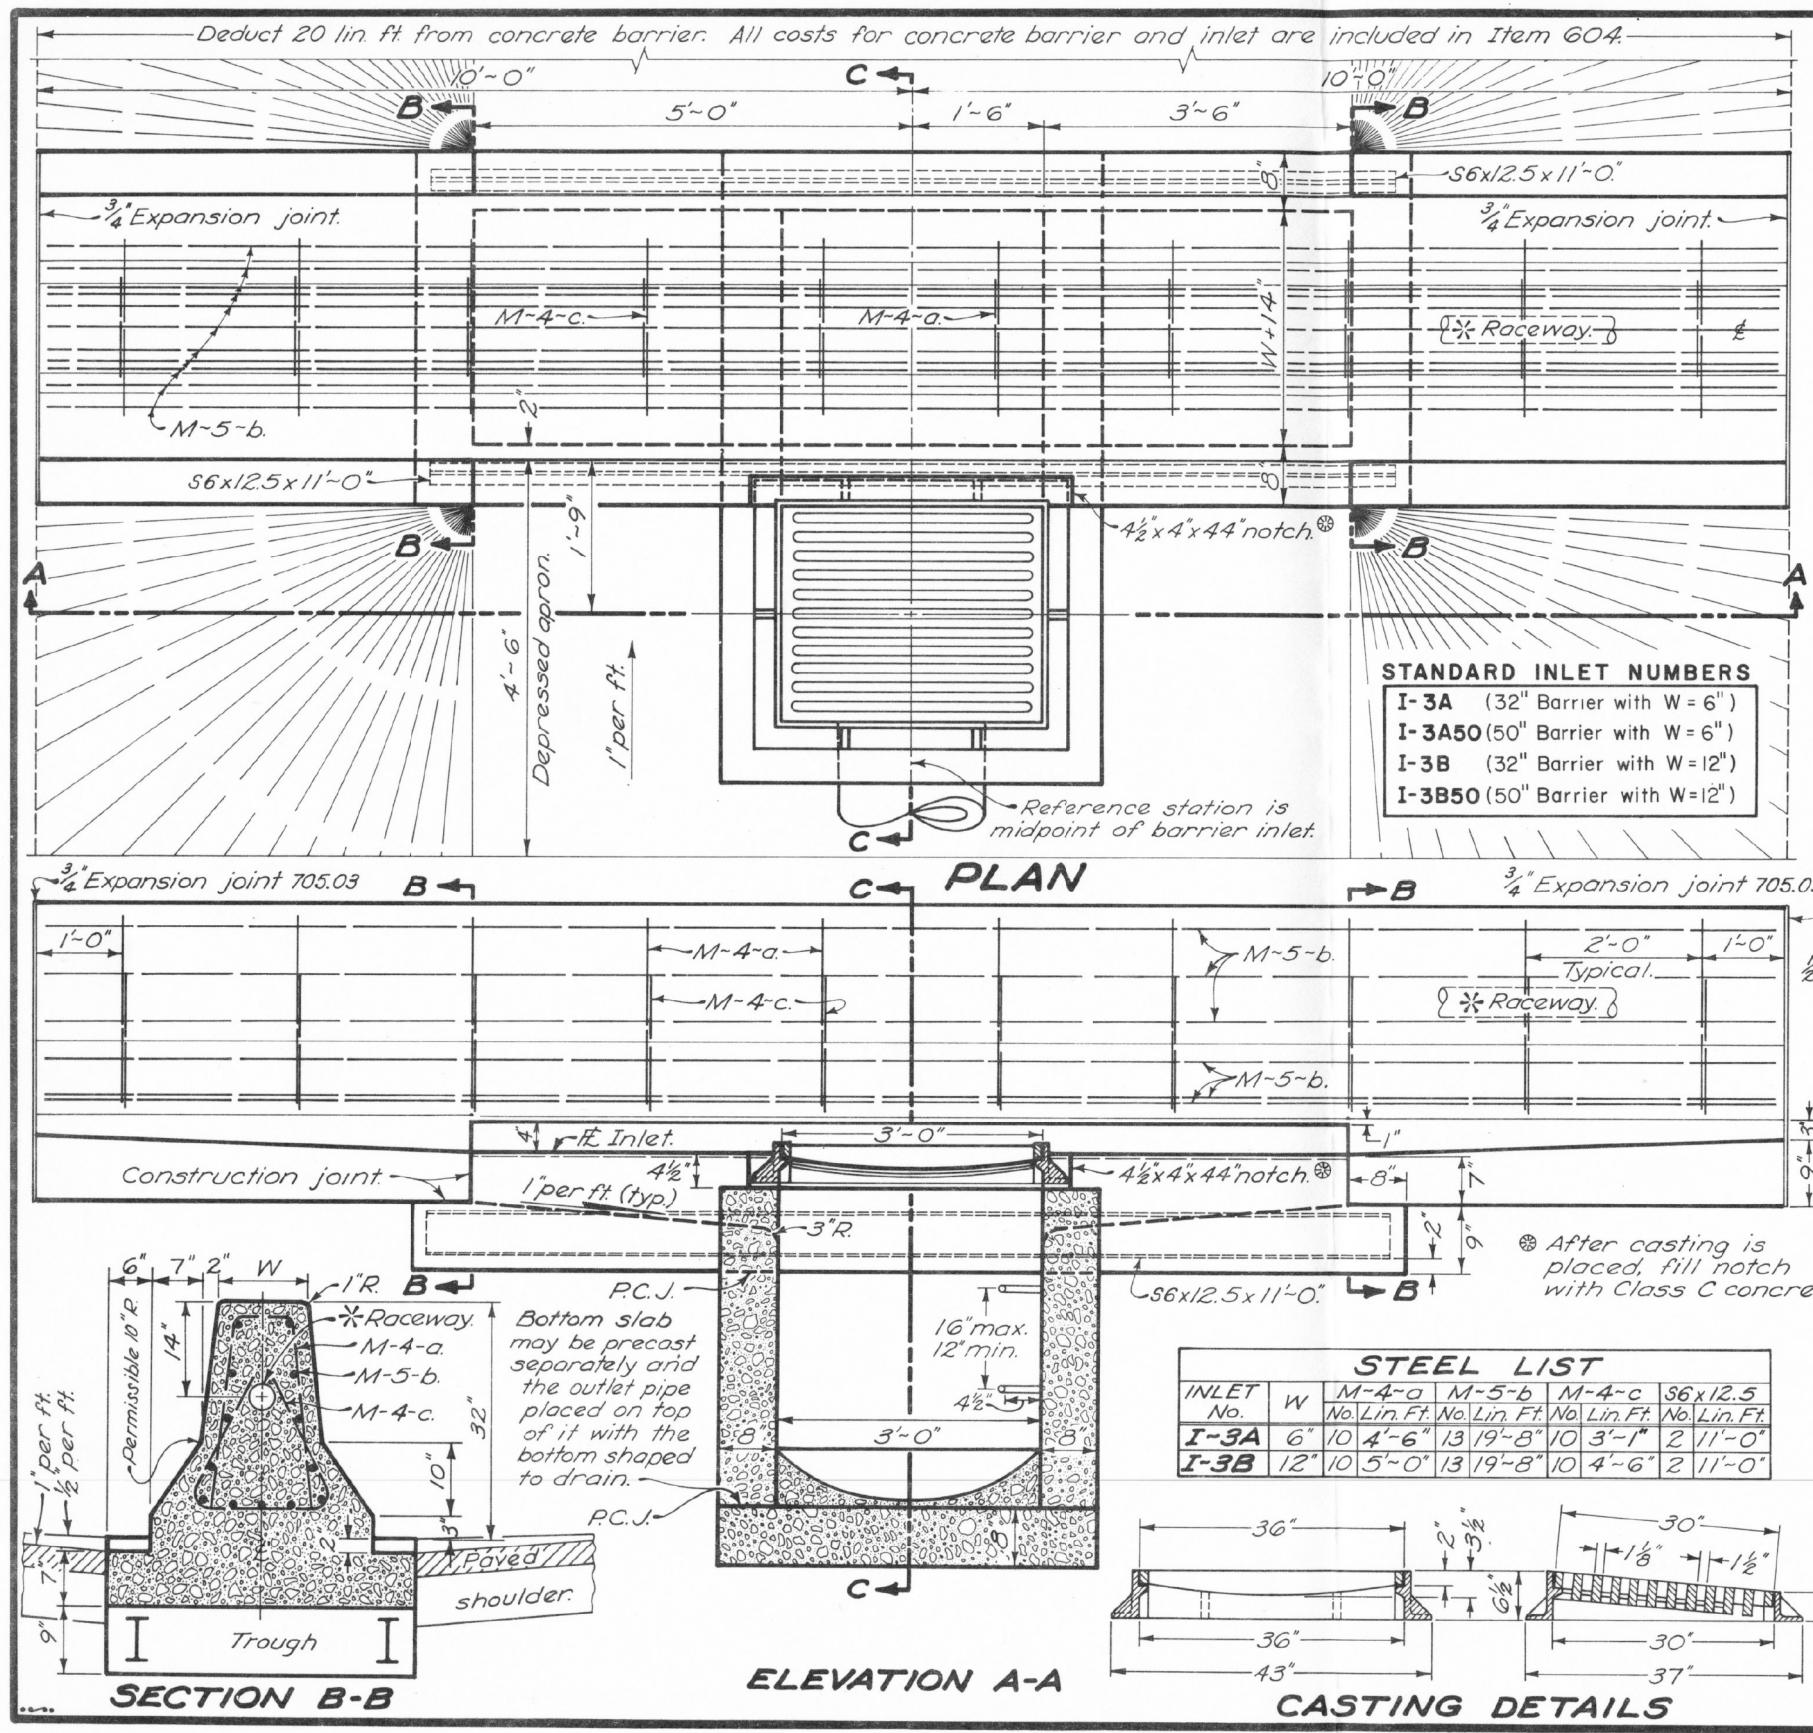 Deduct 20 lin. ft. from concrete barrier. All costs for concrete barrier and inlet are included in Item 604.
10'~0"
C
10'~0"
B
5'~0"
1'~6"
3'~6"
B
8"
S6x12.5x11'~0".
3/4" Expansion joint.
3/4" Expansion joint.
M~4~c.
M~4~a.
W+14"
* Raceway.
℄
M~5~b.
2"
S6x12.5x11'~0"
8"
1'~9"
4½"x4"x44" notch. ⊛
B
B
A
A
4'~6"
Depressed apron.
1" per ft.
STANDARD INLET NUMBERS
I-3A (32" Barrier with W = 6")
I-3A50 (50" Barrier with W = 6")
I-3B (32" Barrier with W = 12")
I-3B50 (50" Barrier with W = 12")
Reference station is
midpoint of barrier inlet.
C
PLAN
3/4" Expansion joint 705.03
B
C
B
3/4" Expansion joint 705.0
1'~0"
M~4~a.
M~5~b.
2'~0"
1'~0"
Typical.
M~4~c.
* Raceway.
M~5~b.
4"
Inlet.
3'~0"
1"
3"
Construction joint.
4½"
4½"x4"x44" notch. ⊛
8"
7"
9"
1" per ft. (typ.)
3" R.
2"
9"
B
P.C.J.
S6x12.5x11'~0".
B
⊛ After casting is
placed, fill notch
with Class C concre
6"
7"
2"
W
1" R.
* Raceway.
M-4-a.
M-5-b.
M-4-c.
Permissible 10" R.
14"
32"
10"
3"
2"
1" per ft.
½" per ft.
7"
9"
Paved
shoulder.
Trough
SECTION B-B
Bottom slab
may be precast
separately and
the outlet pipe
placed on top
of it with the
bottom shaped
to drain.
P.C.J.
16" max.
12" min.
4½"
8"
3'~0"
8"
8"
C
ELEVATION A-A
STEEL LIST
INLET No. W M~4~a M~5~b M~4~c S6x12.5
No. Lin. Ft. No. Lin. Ft. No. Lin. Ft. No. Lin. Ft.
I~3A 6" 10 4'~6" 13 19'~8" 10 3'~1" 2 11'~0"
I~3B 12" 10 5'~0" 13 19'~8" 10 4'~6" 2 11'~0"
36"
2"
3½"
6½"
36"
43"
30"
1⅛"
1½"
30"
37"
CASTING DETAILS